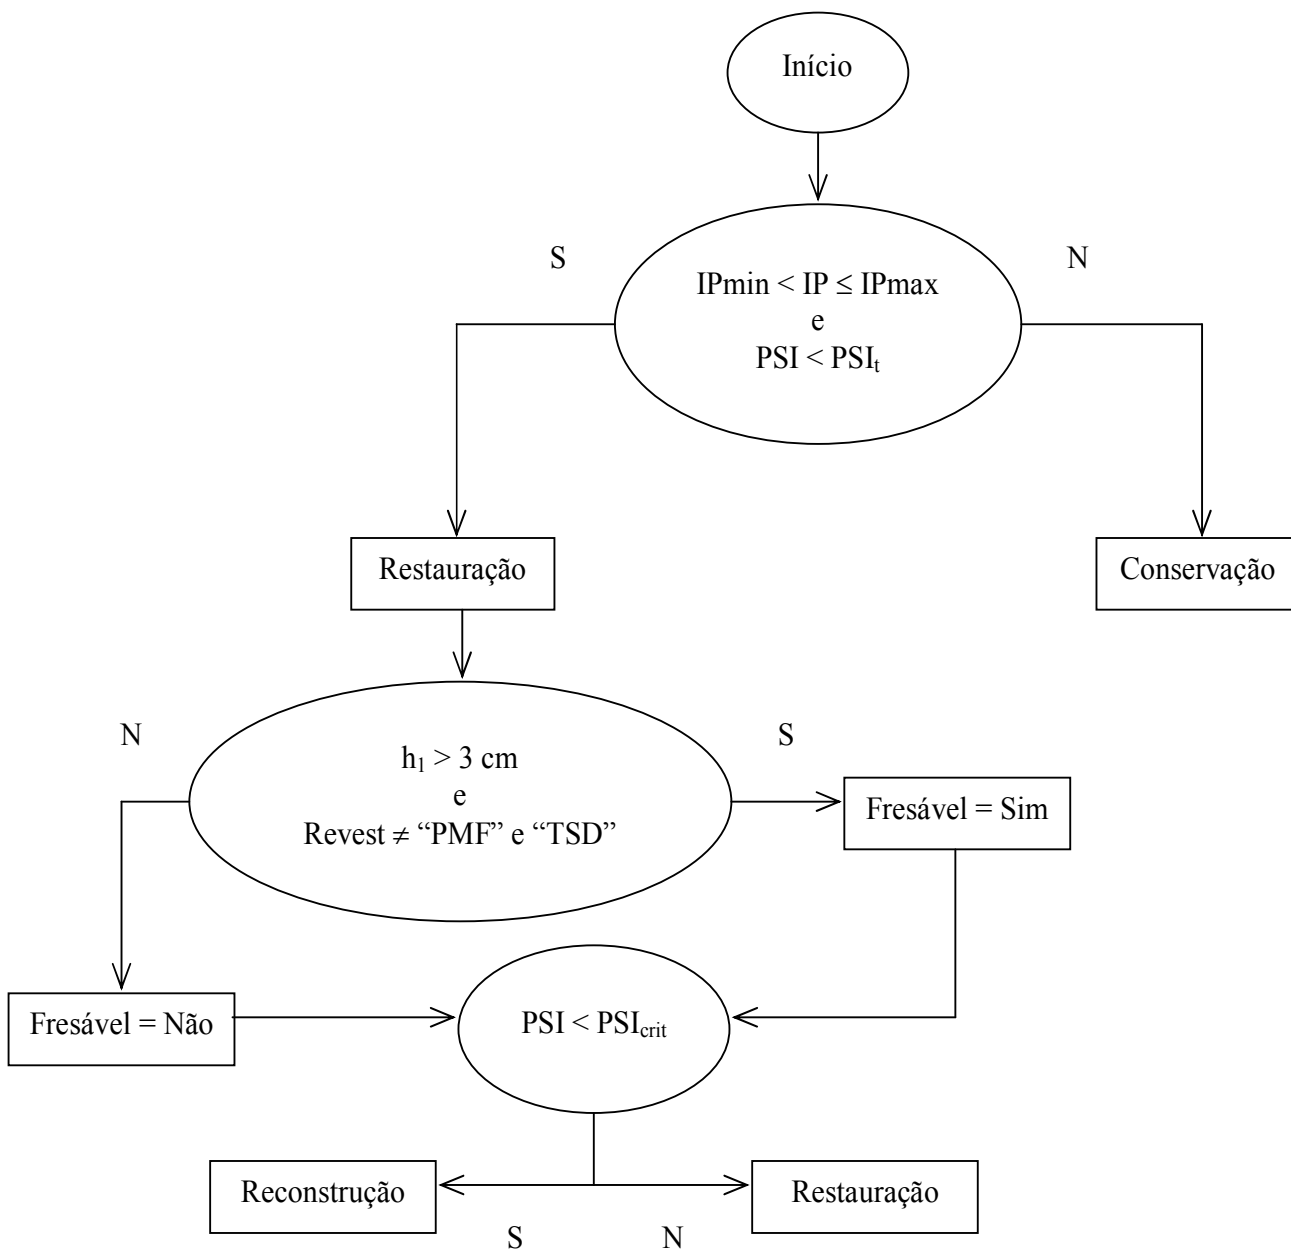 Início
S
N
IPmin < IP ≤ IPmax
e
PSI < PSIt
Restauração
Conservação
N
S
h1 > 3 cm
e
Revest ≠ “PMF” e “TSD”
Fresável = Sim
Fresável = Não
PSI < PSIcrit
Reconstrução
Restauração
S
N